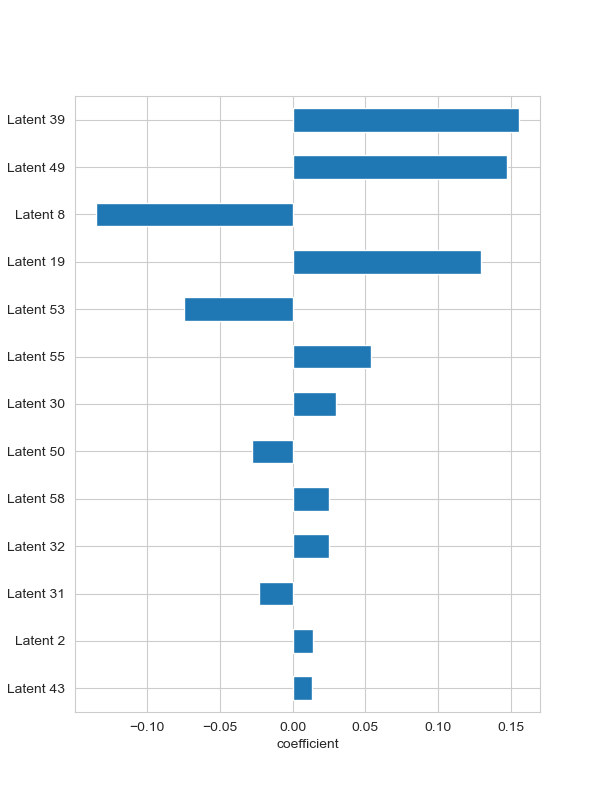 Latent 39
Latent 49
Latent 8
Latent 19
Latent 53
Latent 55
Latent 30
Latent 50
Latent 58
Latent 32
Latent 31
Latent 2
Latent 43
−0.10 −0.05 0.00 0.05 0.10 0.15
coefficient